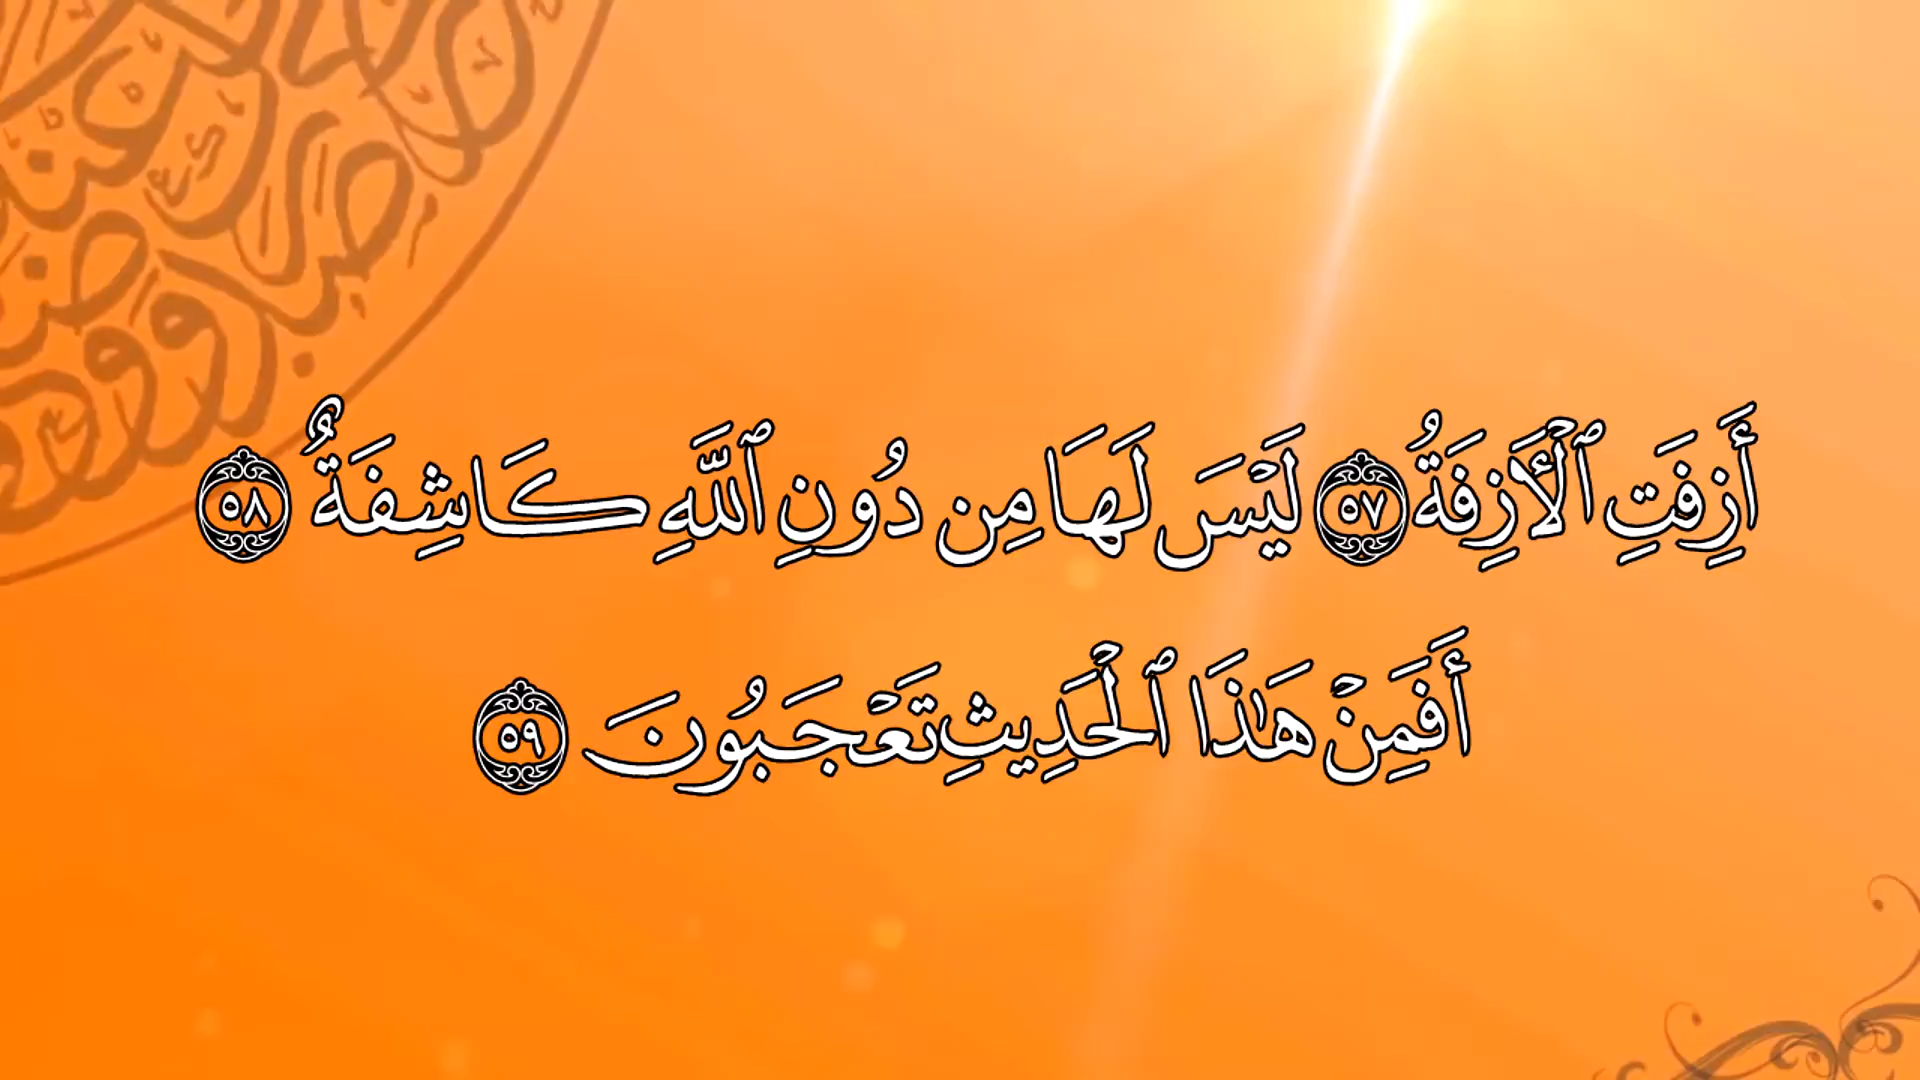 أَزِفَتِ ٱلْأَزِفَةُ ٥٧ لَيْسَ لَهَا مِن دُونِ ٱللَّهِ كَاشِفَةٌ ٥٨
أَفَمِنْ هَٰذَا ٱلْحَدِيثِ تَعْجَبُونَ ٥٩